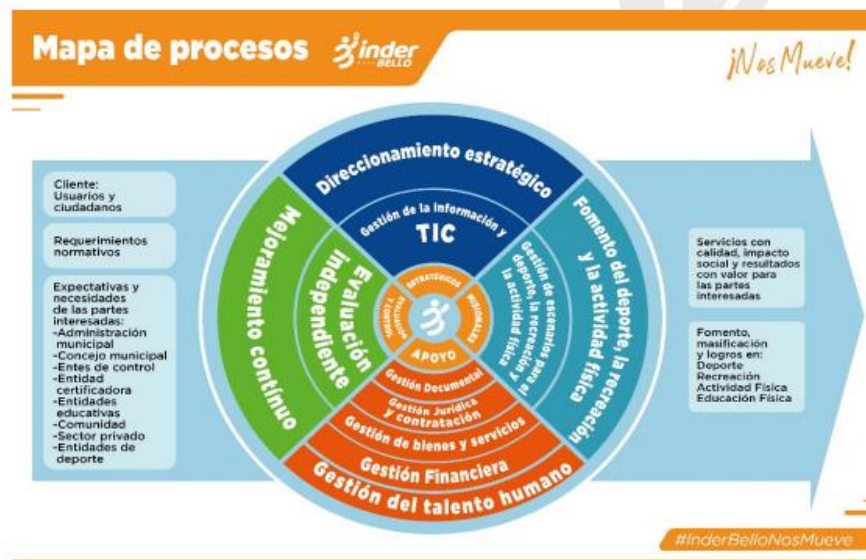 Mapa de procesos
inder
BELLO
¡Nos Mueve!
Cliente:
Usuarios y
ciudadanos
Requerimientos
normativos
Expectativas y
necesidades
de las partes
interesadas:
-Administración
municipal
-Concejo municipal
-Entes de control
-Entidad
certificadora
-Entidades
educativas
-Comunidad
-Sector privado
-Entidades de
deporte
Direccionamiento estratégico
Gestión de la Información y
TIC
Mejoramiento contínuo
Evaluación
independiente
ESTRATÉGICOS
MISIONALES
EVALUACIÓN
Y CONTROL
APOYO
Gestión de escenarios para el
deporte, la recreación y
la actividad física
Fomento del deporte, la recreación
y la actividad física
Gestión Documental
Gestión Jurídica
y contratación
Gestión de bienes y servicios
Gestión Financiera
Gestión del talento humano
Servicios con
calidad, impacto
social y resultados
con valor para
las partes
interesadas
Fomento,
masificación
y logros en:
Deporte
Recreación
Actividad Física
Educación Física
#InderBelloNosMueve